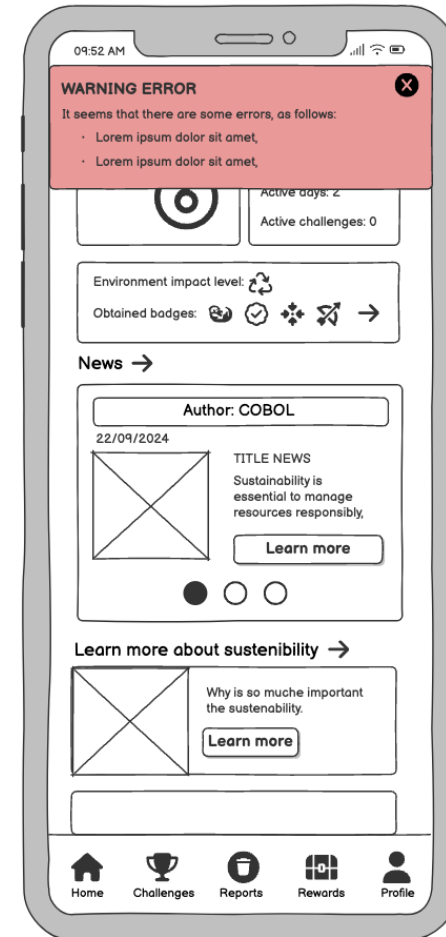 09:52 AM
WARNING ERROR
It seems that there are some errors, as follows:
· Lorem ipsum dolor sit amet,
· Lorem ipsum dolor sit amet,
Active days: 2
Active challenges: 0
Environment impact level:
Obtained badges:
News
Author: COBOL
22/09/2024
TITLE NEWS
Sustainability is
essential to manage
resources responsibly,
Learn more
Learn more about sustenibility
Why is so muche important
the sustenability.
Learn more
Home Challenges Reports Rewards Profile